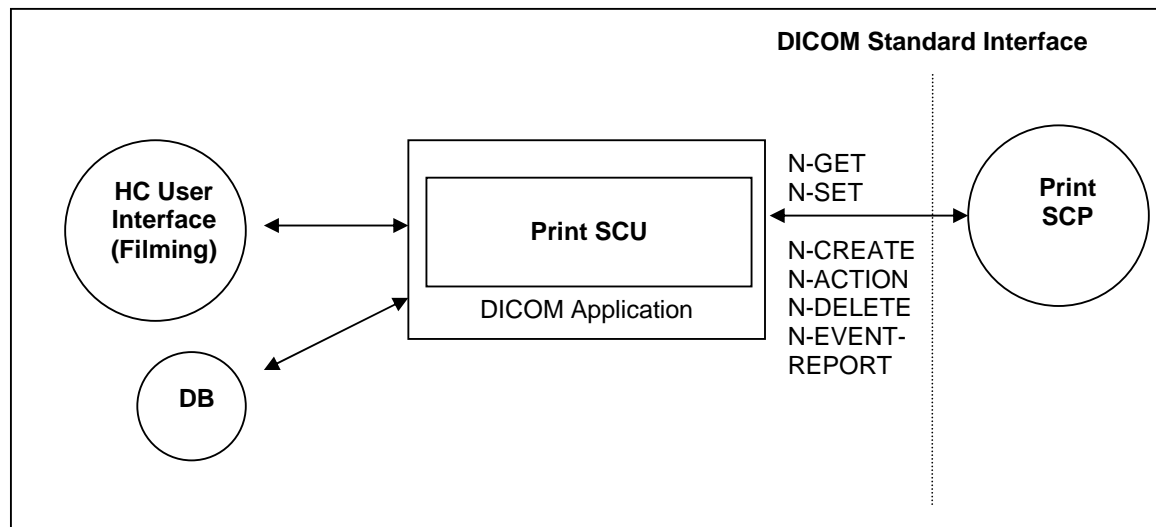 DICOM Standard Interface
HC User
Interface
(Filming)
DB
Print SCU
DICOM Application
N-GET
N-SET
N-CREATE
N-ACTION
N-DELETE
N-EVENT-
REPORT
Print
SCP